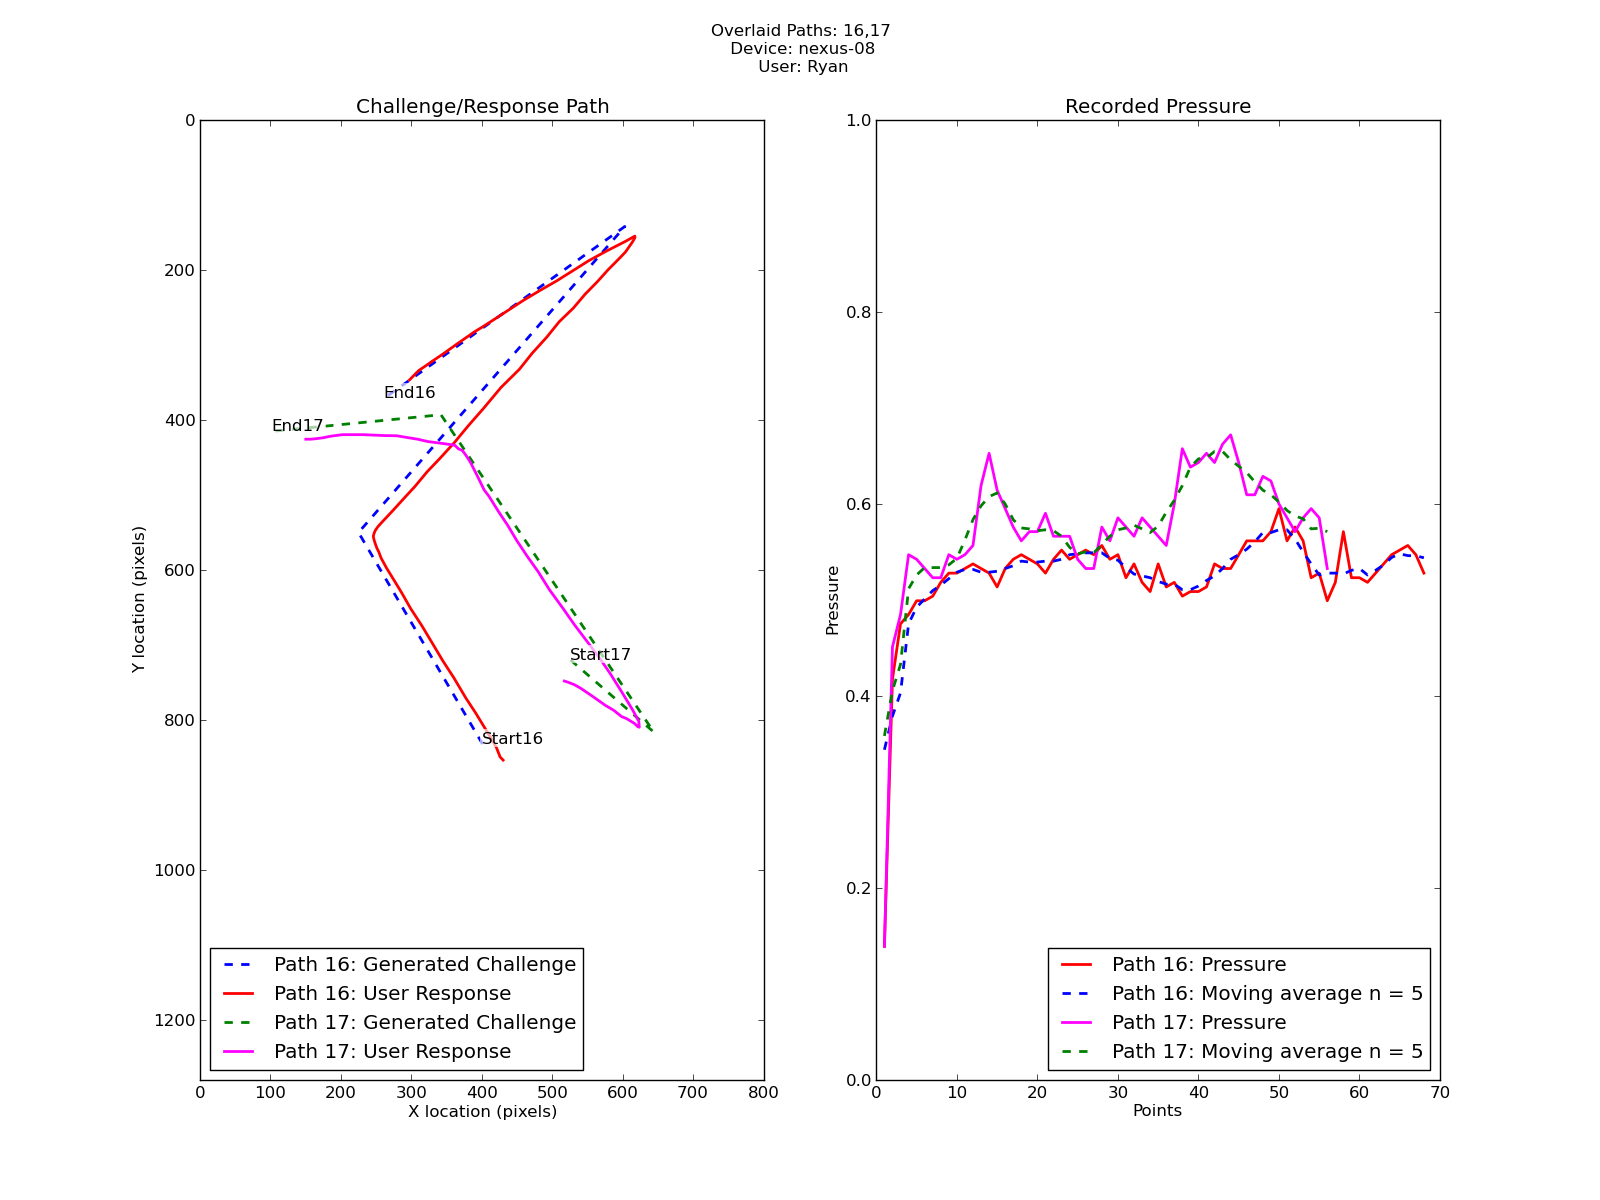 Overlaid Paths: 16,17
Device: nexus-08
User: Ryan
Challenge/Response Path
0
200
400
600
800
1000
1200
Y location (pixels)
End16
End17
Start17
Start16
Path 16: Generated Challenge
Path 16: User Response
Path 17: Generated Challenge
Path 17: User Response
0 100 200 300 400 500 600 700 800
X location (pixels)
Recorded Pressure
1.0
0.8
0.6
0.4
0.2
0.0
Pressure
Path 16: Pressure
Path 16: Moving average n = 5
Path 17: Pressure
Path 17: Moving average n = 5
0 10 20 30 40 50 60 70
Points